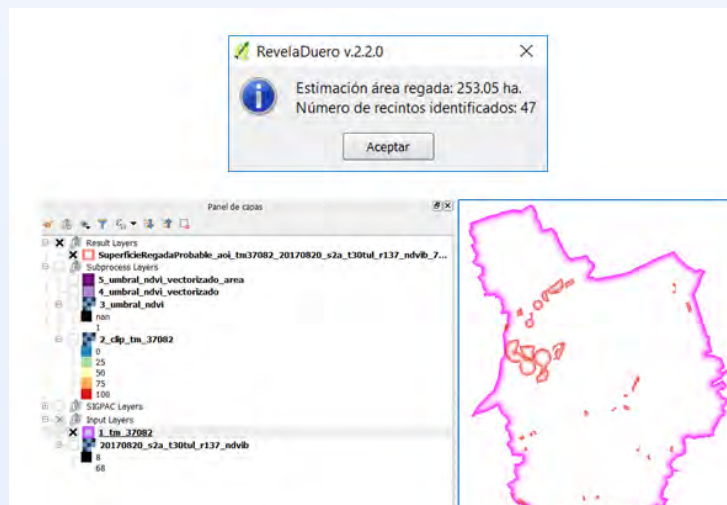 RevelaDuero v.2.2.0
Estimación área regada: 253.05 ha.
Número de recintos identificados: 47
Aceptar
Panel de capas
Result Layers
SuperficieRegadaProbable_aoi_tm37082_20170820_s2a_t30tul_r137_ndvib_7...
Subprocess Layers
5_umbral_ndvi_vectorizado_area
4_umbral_ndvi_vectorizado
3_umbral_ndvi
nan
1
2_clip_tm_37082
0
25
50
75
100
SIGPAC Layers
Input Layers
1_tm_37082
20170820_s2a_t30tul_r137_ndvib
8
68